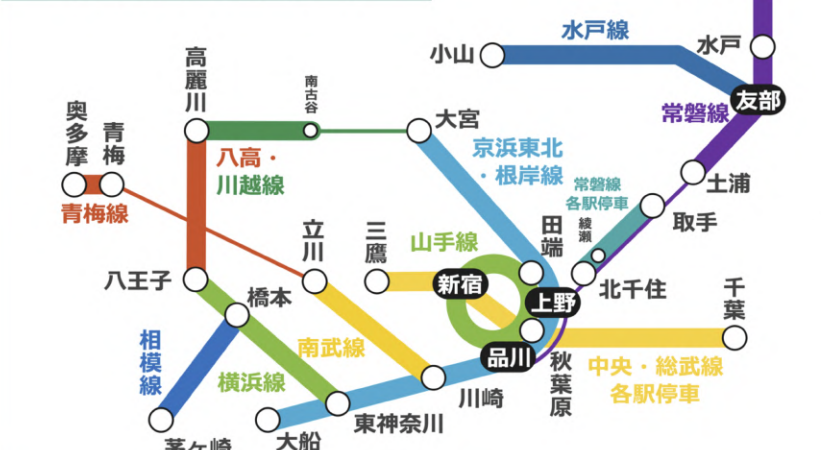 水戸線
小山
水戸
友部
常磐線
高麗川
南古谷
大宮
奥多摩
青梅
八高・
川越線
京浜東北
・根岸線
青梅線
土浦
常磐線
各駅停車
綾瀬
取手
立川
三鷹
山手線
田端
八王子
橋本
新宿
上野
北千住
千葉
相模線
南武線
横浜線
品川
秋葉原
中央・総武線
各駅停車
川崎
東神奈川
大船
茅ヶ崎